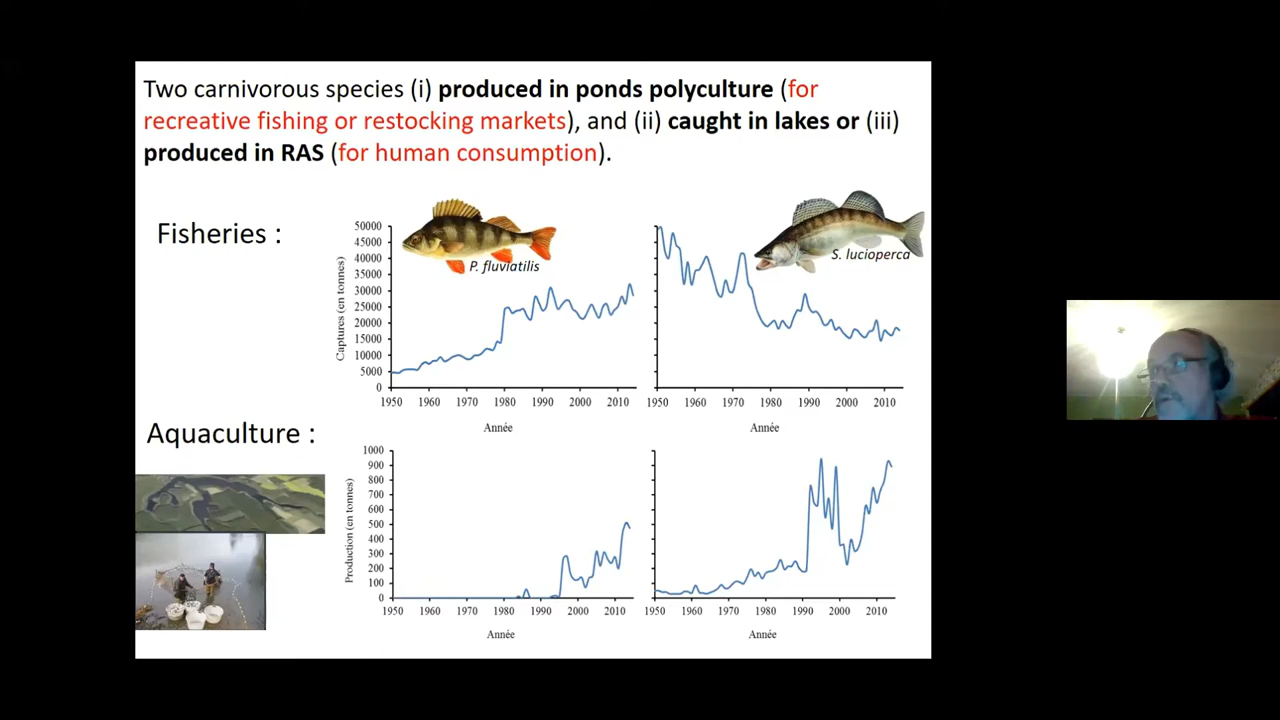 Two carnivorous species (i) produced in ponds polyculture (for
recreative fishing or restocking markets), and (ii) caught in lakes or (iii)
produced in RAS (for human consumption).
Fisheries :
Captures (en tonnes)
50000
45000
40000
35000
30000
25000
20000
15000
10000
5000
0
P. fluviatilis
1950 1960 1970 1980 1990 2000 2010
Année
S. lucioperca
1950 1960 1970 1980 1990 2000 2010
Année
Aquaculture :
Production (en tonnes)
1000
900
800
700
600
500
400
300
200
100
0
1950 1960 1970 1980 1990 2000 2010
Année
1950 1960 1970 1980 1990 2000 2010
Année